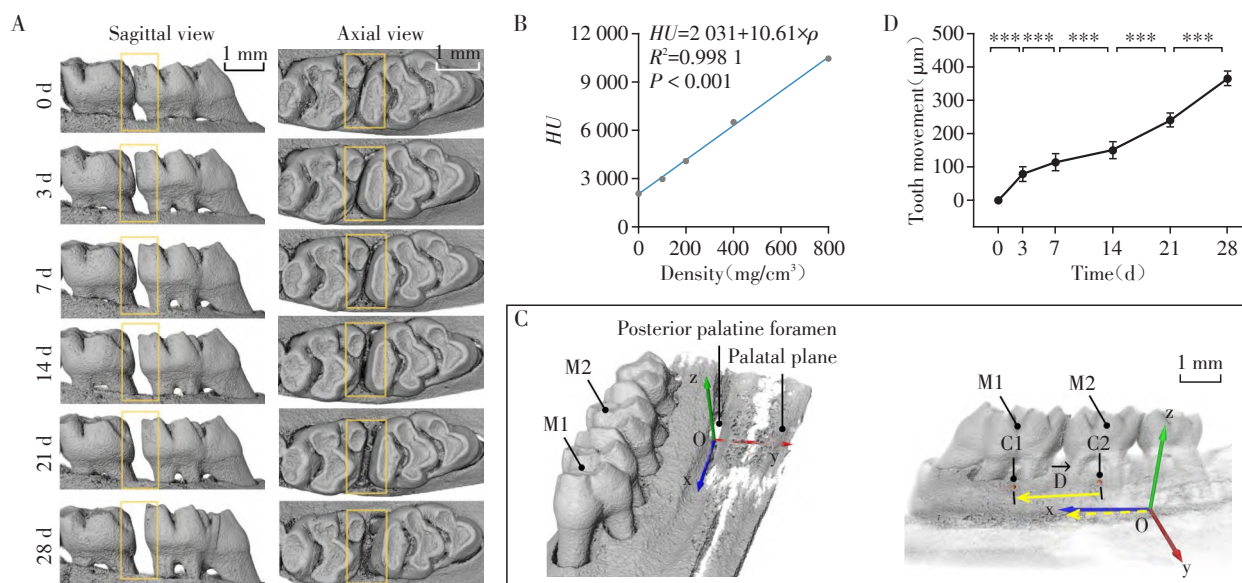 A
Sagittal view
Axial view
1 mm
1 mm
0 d
3 d
7 d
14 d
21 d
28 d
B
HU=2 031+10.61×ρ
R²=0.998 1
P < 0.001
12 000
9 000
6 000
3 000
0
HU
0 200 400 600 800
Density(mg/cm³)
D
*** *** *** *** ***
500
400
300
200
100
0
Tooth movement(μm)
0 3 7 14 21 28
Time(d)
C
Posterior palatine foramen
Palatal plane
M2
M1
z
O
y
x
1 mm
M1
M2
z
C1
C2
D
x
O
y